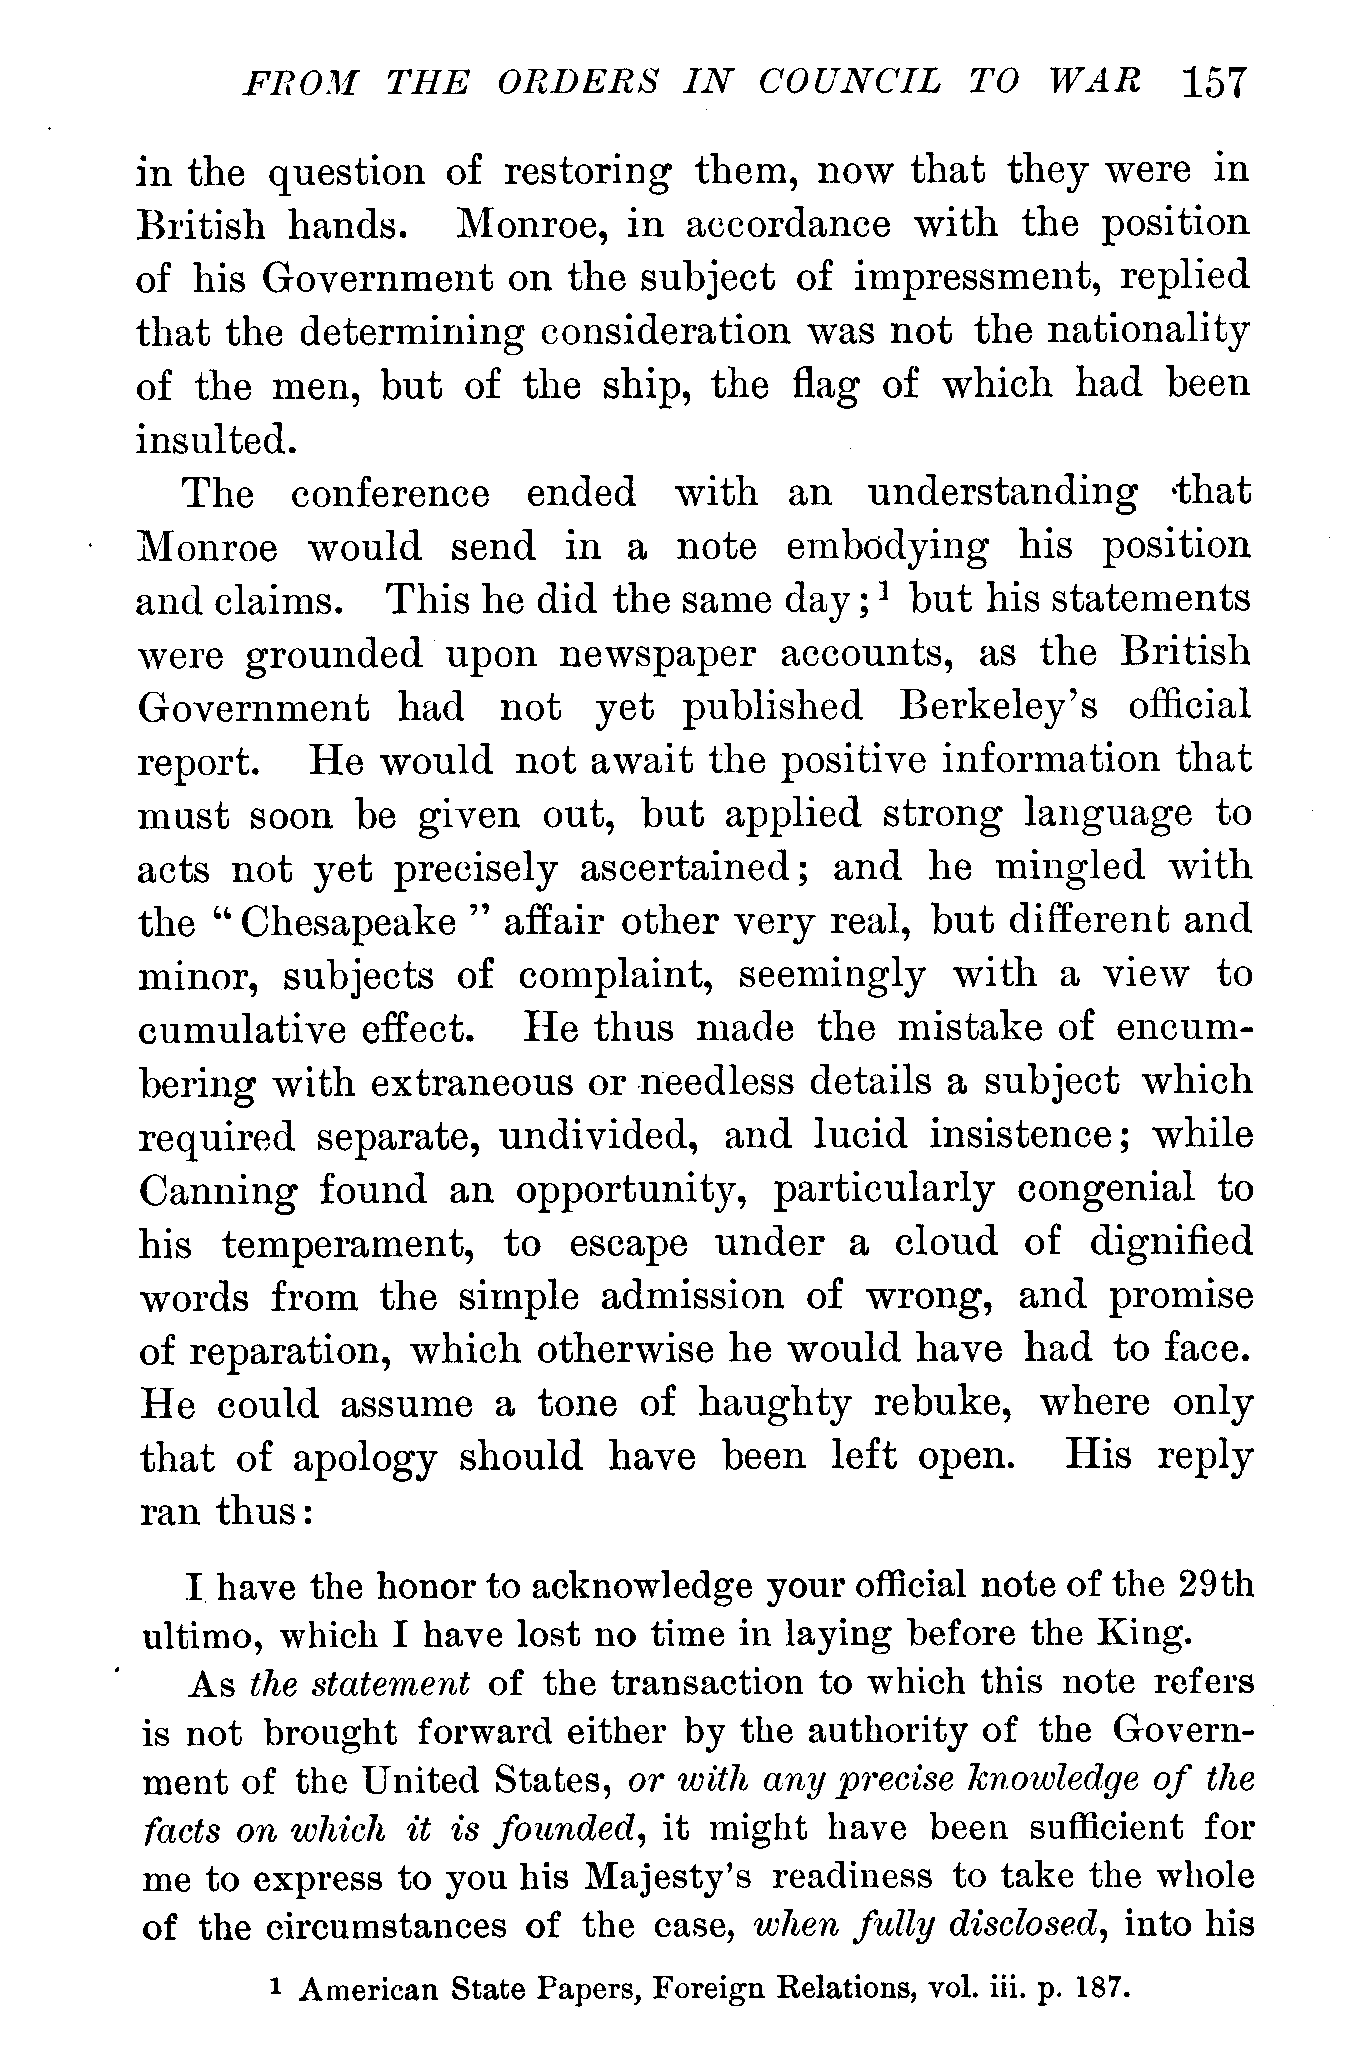 FROM THE ORDERS IN COUNCIL TO WAR 157
in the question of restoring them, now that they were in
British hands. Monroe, in accordance with the position
of his Government on the subject of impressment, replied
that the determining consideration was not the nationality
of the men, but of the ship, the flag of which had been
insulted.
The conference ended with an understanding that
Monroe would send in a note embodying his position
and claims. This he did the same day;¹ but his statements
were grounded upon newspaper accounts, as the British
Government had not yet published Berkeley's official
report. He would not await the positive information that
must soon be given out, but applied strong language to
acts not yet precisely ascertained; and he mingled with
the "Chesapeake" affair other very real, but different and
minor, subjects of complaint, seemingly with a view to
cumulative effect. He thus made the mistake of encum-
bering with extraneous or needless details a subject which
required separate, undivided, and lucid insistence; while
Canning found an opportunity, particularly congenial to
his temperament, to escape under a cloud of dignified
words from the simple admission of wrong, and promise
of reparation, which otherwise he would have had to face.
He could assume a tone of haughty rebuke, where only
that of apology should have been left open. His reply
ran thus:
I have the honor to acknowledge your official note of the 29th
ultimo, which I have lost no time in laying before the King.
As the statement of the transaction to which this note refers
is not brought forward either by the authority of the Govern-
ment of the United States, or with any precise knowledge of the
facts on which it is founded, it might have been sufficient for
me to express to you his Majesty's readiness to take the whole
of the circumstances of the case, when fully disclosed, into his
¹ American State Papers, Foreign Relations, vol. iii. p. 187.